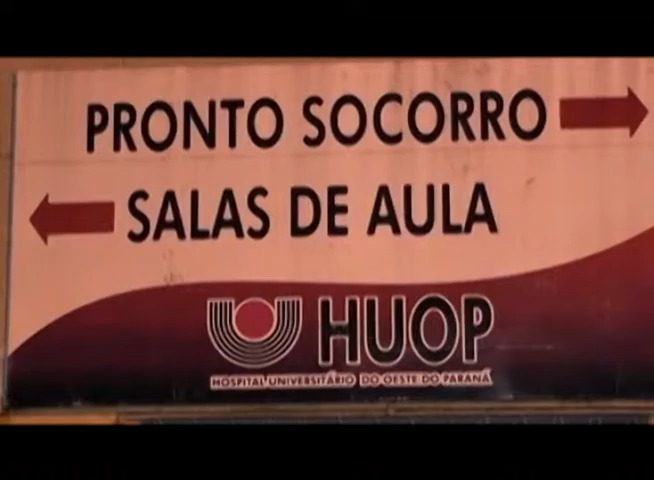 PRONTO SOCORRO
SALAS DE AULA
HUOP
HOSPITAL UNIVERSITÁRIO DO OESTE DO PARANÁ